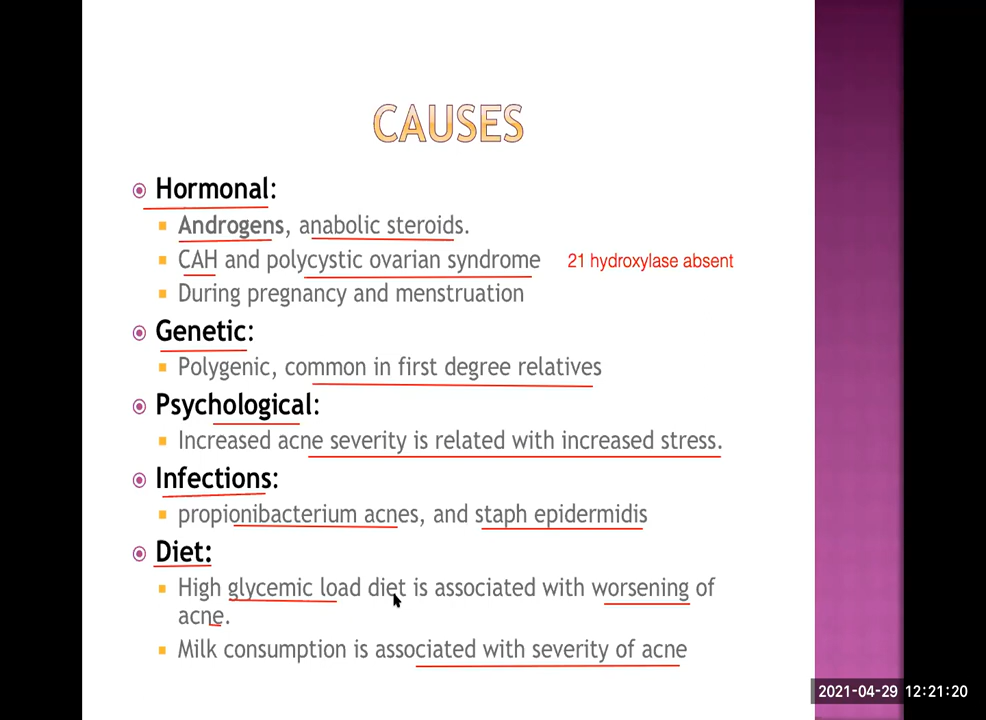 CAUSES
Hormonal:
Androgens, anabolic steroids.
CAH and polycystic ovarian syndrome 21 hydroxylase absent
During pregnancy and menstruation
Genetic:
Polygenic, common in first degree relatives
Psychological:
Increased acne severity is related with increased stress.
Infections:
propionibacterium acnes, and staph epidermidis
Diet:
High glycemic load diet is associated with worsening of
acne.
Milk consumption is associated with severity of acne
2021-04-29 12:21:20